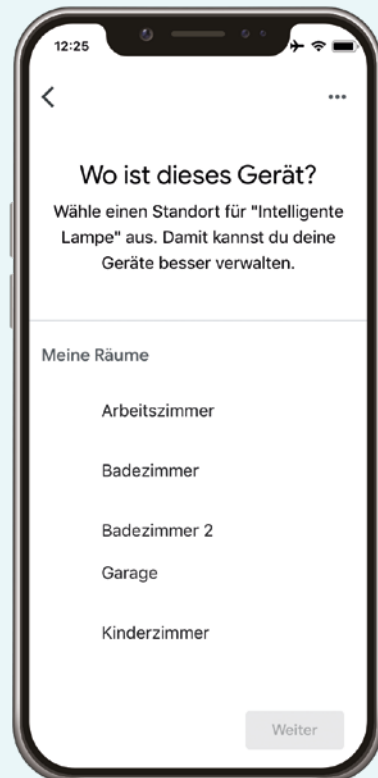 12:25
Wo ist dieses Gerät?
Wähle einen Standort für "Intelligente
Lampe" aus. Damit kannst du deine
Geräte besser verwalten.
Meine Räume
Arbeitszimmer
Badezimmer
Badezimmer 2
Garage
Kinderzimmer
Weiter